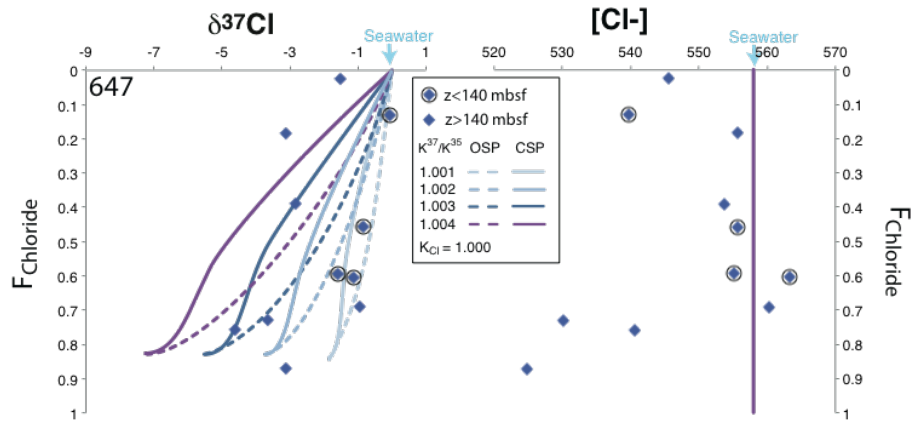 δ37Cl [Cl-]
Seawater Seawater
-9 -7 -5 -3 -1 1 520 530 540 550 560 570
647
0 0
0.1 0.1
0.2 0.2
0.3 0.3
0.4 0.4
0.5 0.5
0.6 0.6
0.7 0.7
0.8 0.8
0.9 0.9
1 1
FChloride
FChloride
z<140 mbsf
z>140 mbsf
K37/K35 OSP CSP
1.001
1.002
1.003
1.004
KCl = 1.000